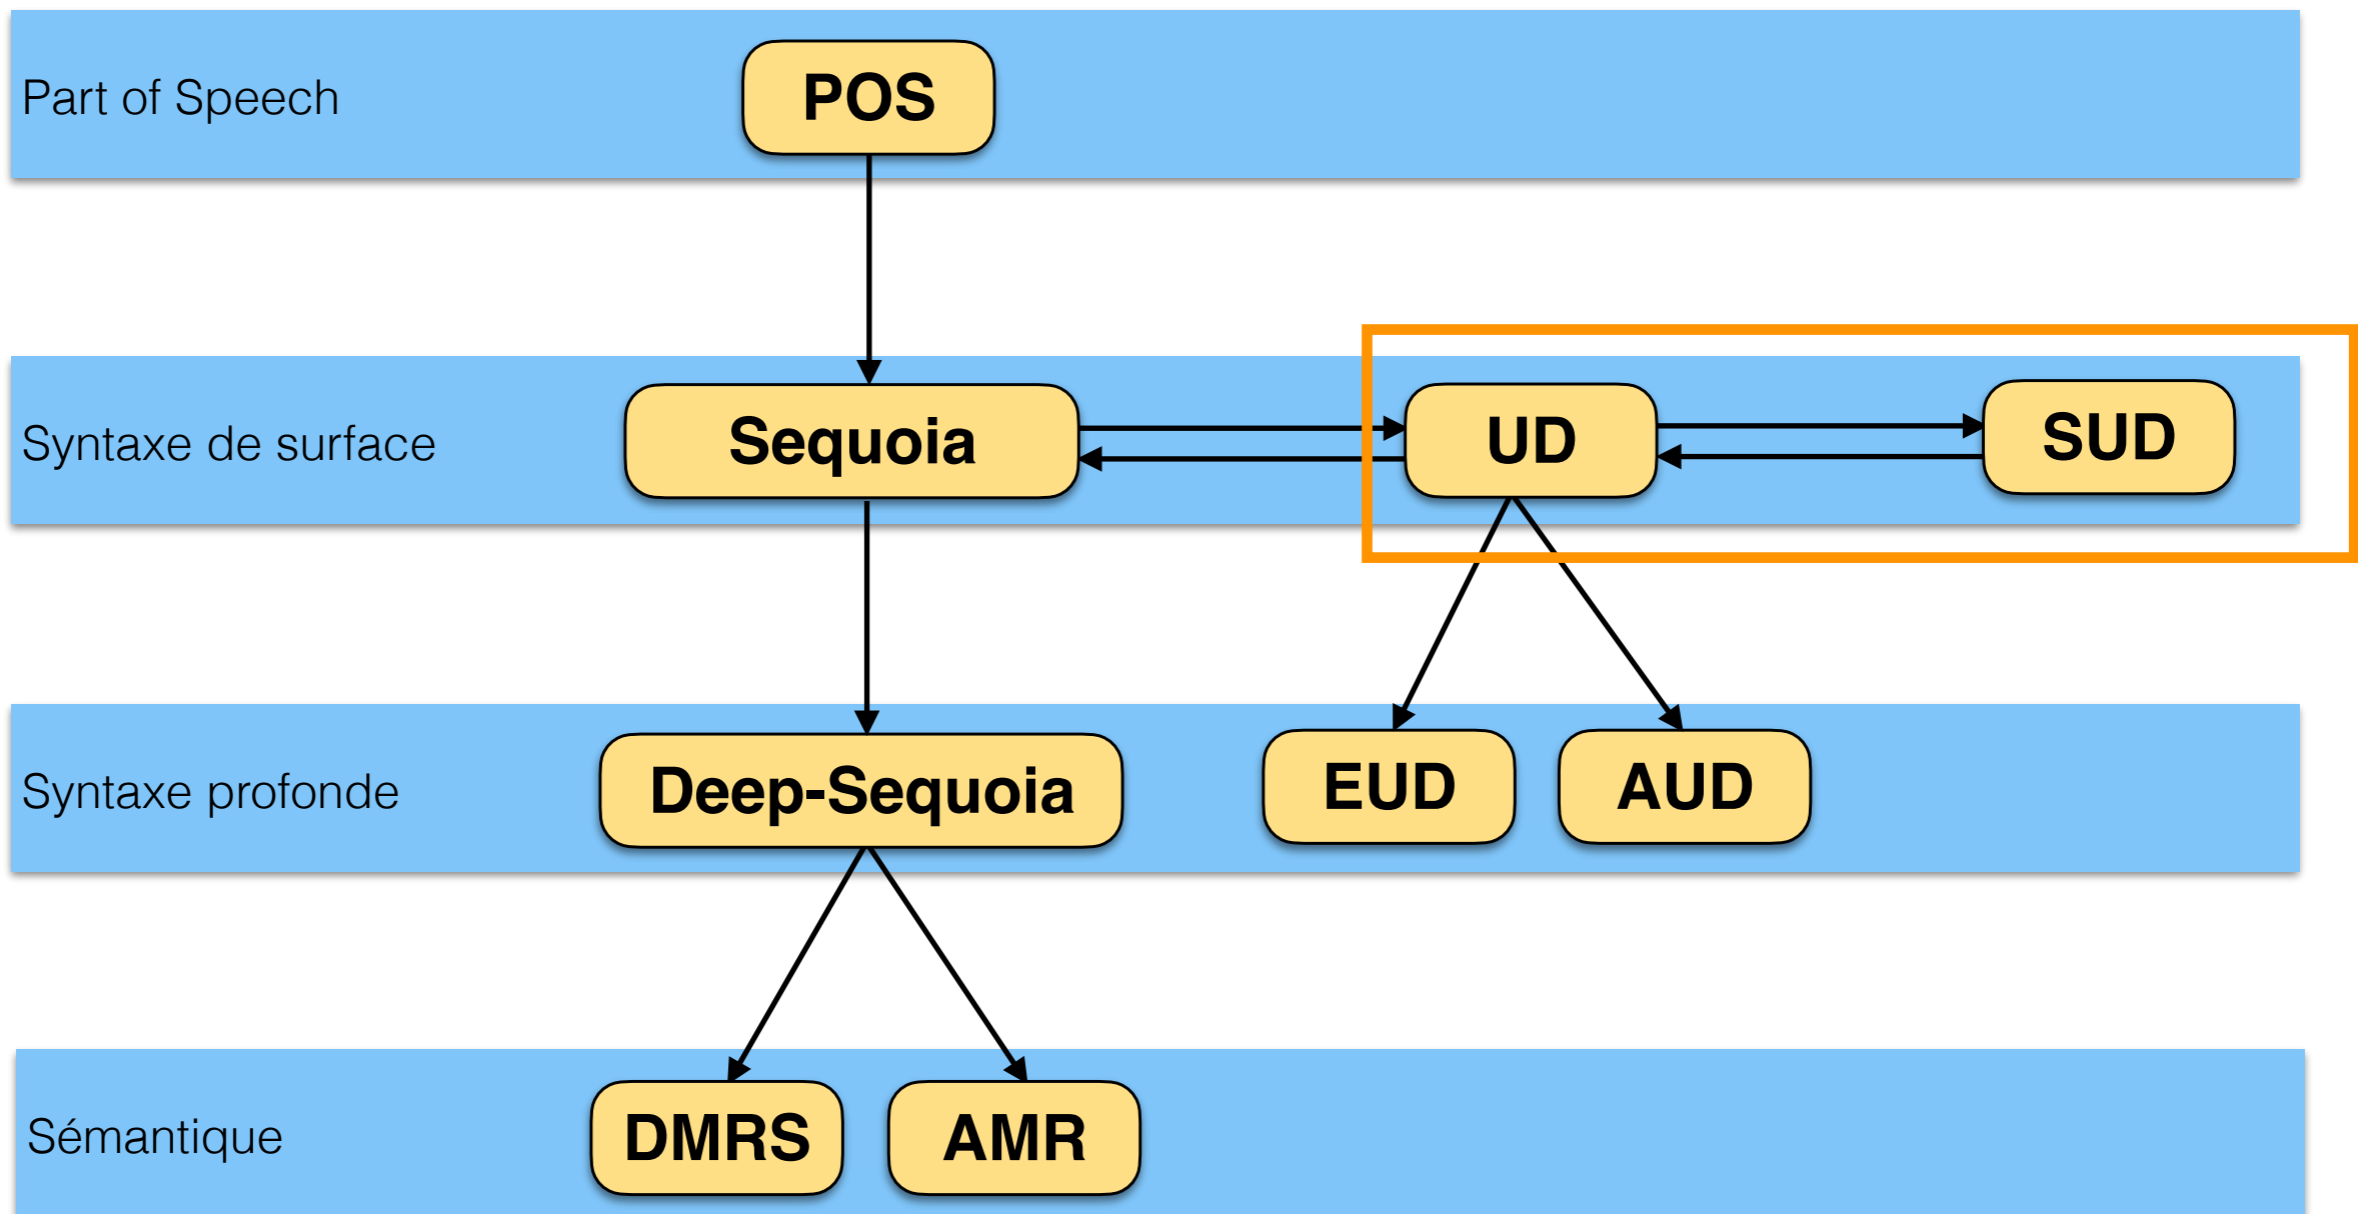 Part of Speech
POS
Syntaxe de surface
Sequoia
UD
SUD
Syntaxe profonde
Deep-Sequoia
EUD
AUD
Sémantique
DMRS
AMR